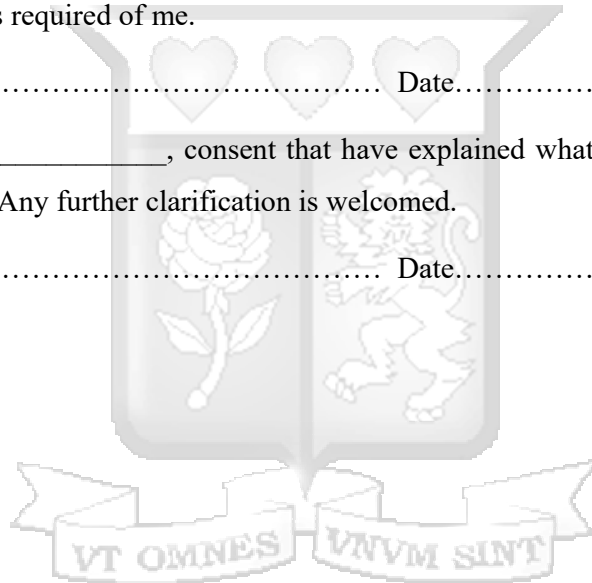 s required of me.
…………………………………… Date……………
___________, consent that have explained what
Any further clarification is welcomed.
…………………………………… Date……………
VT OMNES VNVM SINT